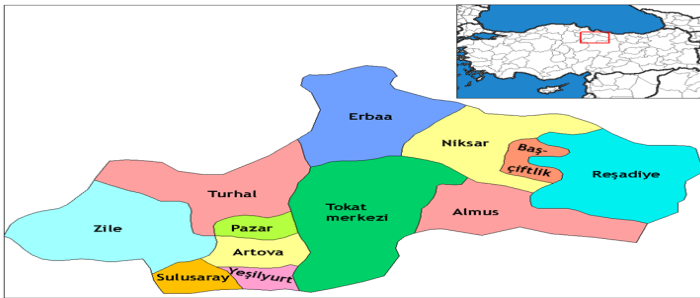 Erbaa
Niksar
Baş-
çiftlik
Reşadiye
Turhal
Tokat
merkezi
Almus
Zile
Pazar
Artova
Sulusaray
Yeşilyurt